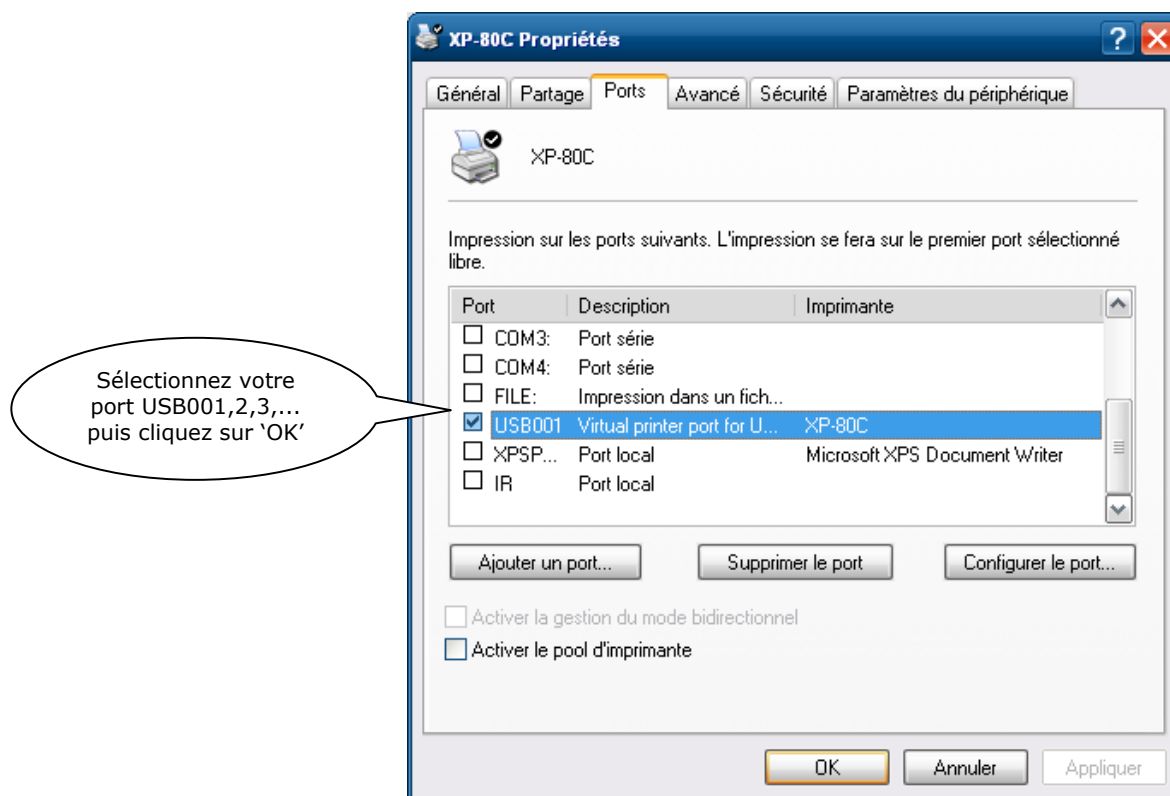 XP-80C Propriétés
Général Partage Ports Avancé Sécurité Paramètres du périphérique
XP-80C
Impression sur les ports suivants. L'impression se fera sur le premier port sélectionné
libre.
Port Description Imprimante
COM3: Port série
COM4: Port série
FILE: Impression dans un fich...
USB001 Virtual printer port for U... XP-80C
XPSP... Port local Microsoft XPS Document Writer
IR Port local
Sélectionnez votre
port USB001,2,3,...
puis cliquez sur ‘OK’
Ajouter un port... Supprimer le port Configurer le port...
Activer la gestion du mode bidirectionnel
Activer le pool d'imprimante
OK Annuler Appliquer